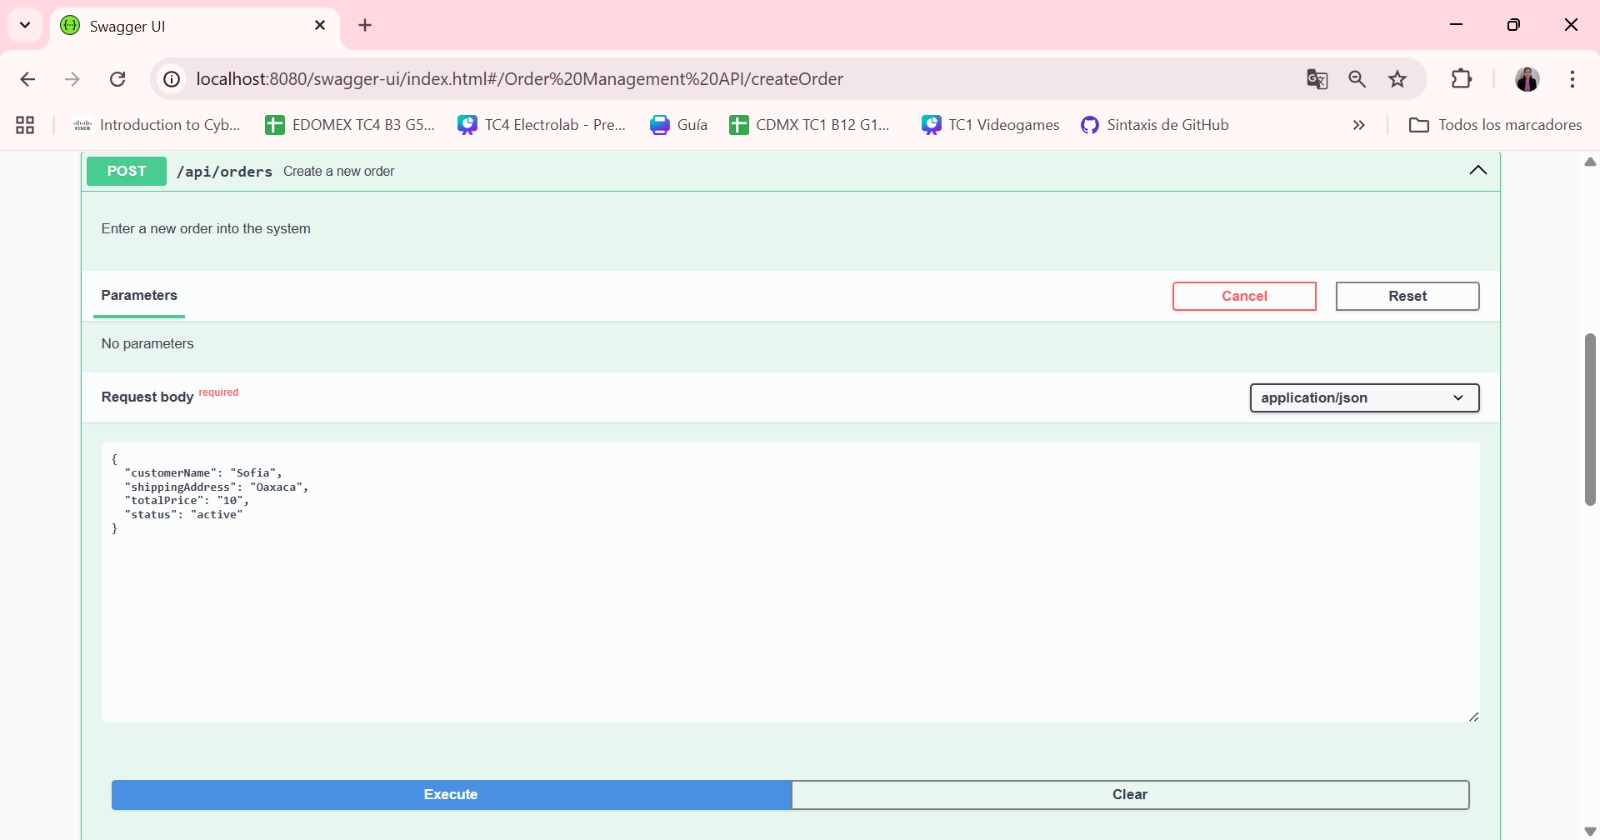 Swagger UI
localhost:8080/swagger-ui/index.html#/Order%20Management%20API/createOrder
Introduction to Cyb...
EDOMEX TC4 B3 G5...
TC4 Electrolab - Pre...
Guía
CDMX TC1 B12 G1...
TC1 Videogames
Sintaxis de GitHub
Todos los marcadores
POST /api/orders Create a new order
Enter a new order into the system
Parameters
Cancel
Reset
No parameters
Request body required
application/json
{
"customerName": "Sofia",
"shippingAddress": "Oaxaca",
"totalPrice": "10",
"status": "active"
}
Execute
Clear